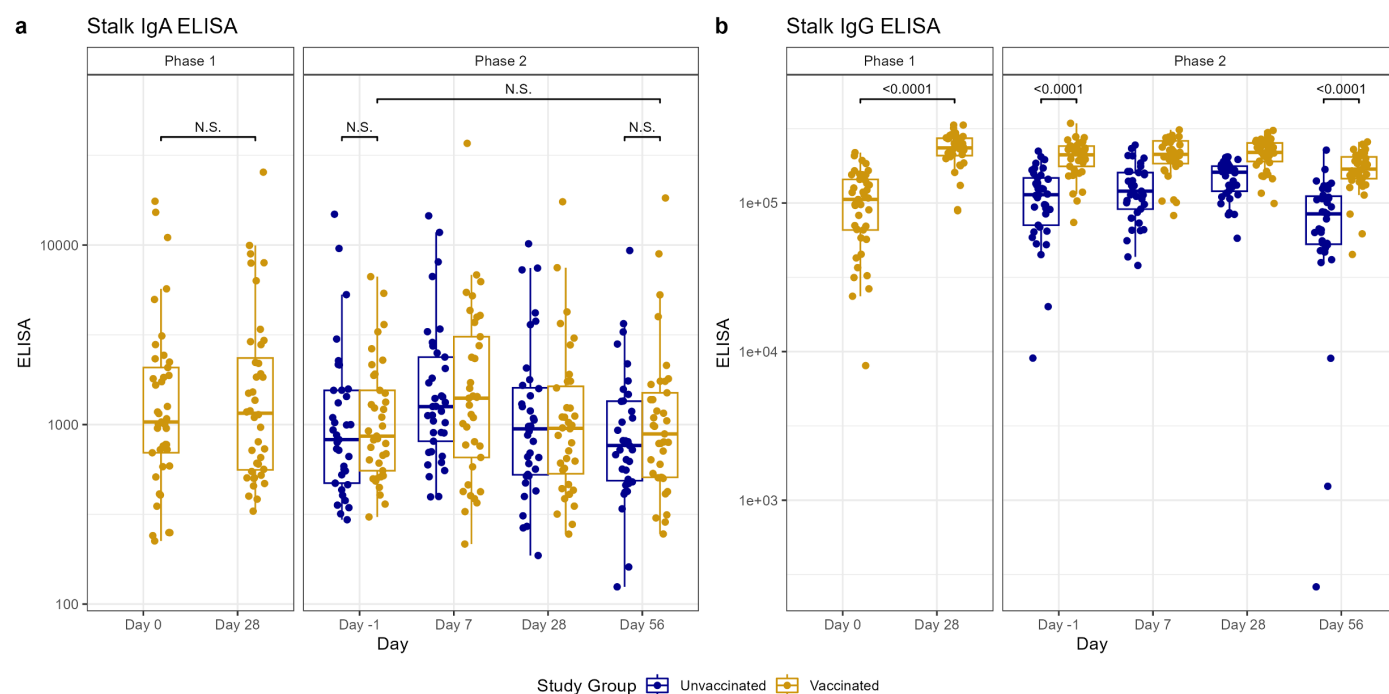 a
Stalk IgA ELISA
Phase 1
Phase 2
N.S.
N.S.
N.S.
N.S.
ELISA
10000
1000
100
Day 0
Day 28
Day -1
Day 7
Day 28
Day 56
Day
b
Stalk IgG ELISA
Phase 1
Phase 2
<0.0001
<0.0001
<0.0001
ELISA
1e+05
1e+04
1e+03
Day 0
Day 28
Day -1
Day 7
Day 28
Day 56
Day
Study Group
Unvaccinated
Vaccinated